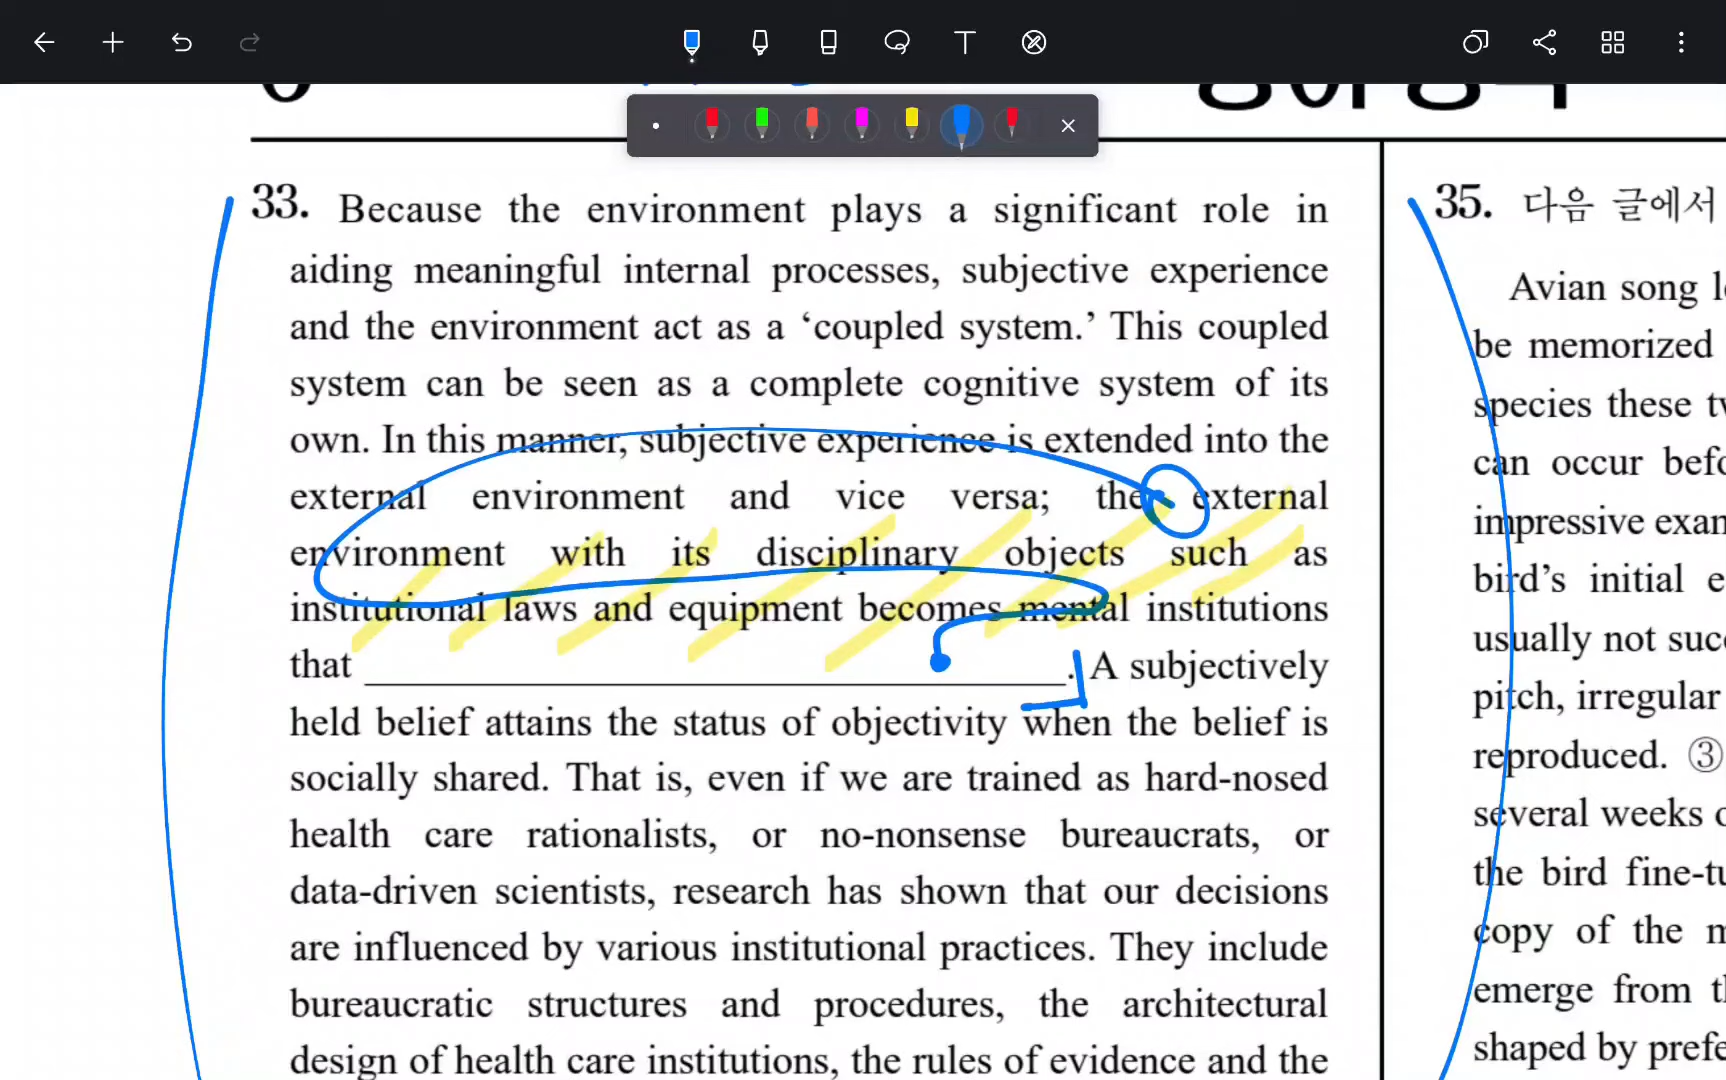 33. Because the environment plays a significant role in
aiding meaningful internal processes, subjective experience
and the environment act as a ‘coupled system.’ This coupled
system can be seen as a complete cognitive system of its
own. In this manner, subjective experience is extended into the
external environment and vice versa; the external
environment with its disciplinary objects such as
institutional laws and equipment becomes mental institutions
that ________________. A subjectively
held belief attains the status of objectivity when the belief is
socially shared. That is, even if we are trained as hard-nosed
health care rationalists, or no-nonsense bureaucrats, or
data-driven scientists, research has shown that our decisions
are influenced by various institutional practices. They include
bureaucratic structures and procedures, the architectural
design of health care institutions, the rules of evidence and the
35. 다음 글에서
Avian song
be memorized
species these
can occur
impressive
bird’s initial
usually not
pitch, irregular
reproduced. ③
several weeks
the bird
copy of the
emerge from
shaped by